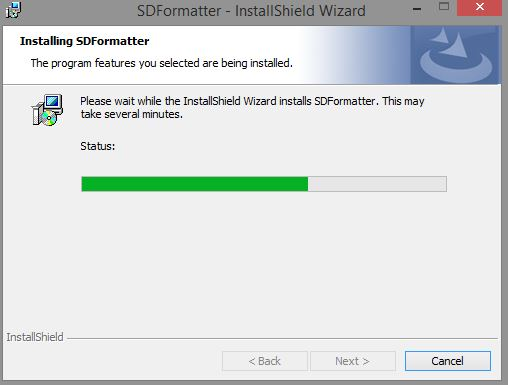 SDFormatter - InstallShield Wizard
Installing SDFormatter
The program features you selected are being installed.
Please wait while the InstallShield Wizard installs SDFormatter. This may
take several minutes.
Status:
InstallShield
< Back
Next >
Cancel